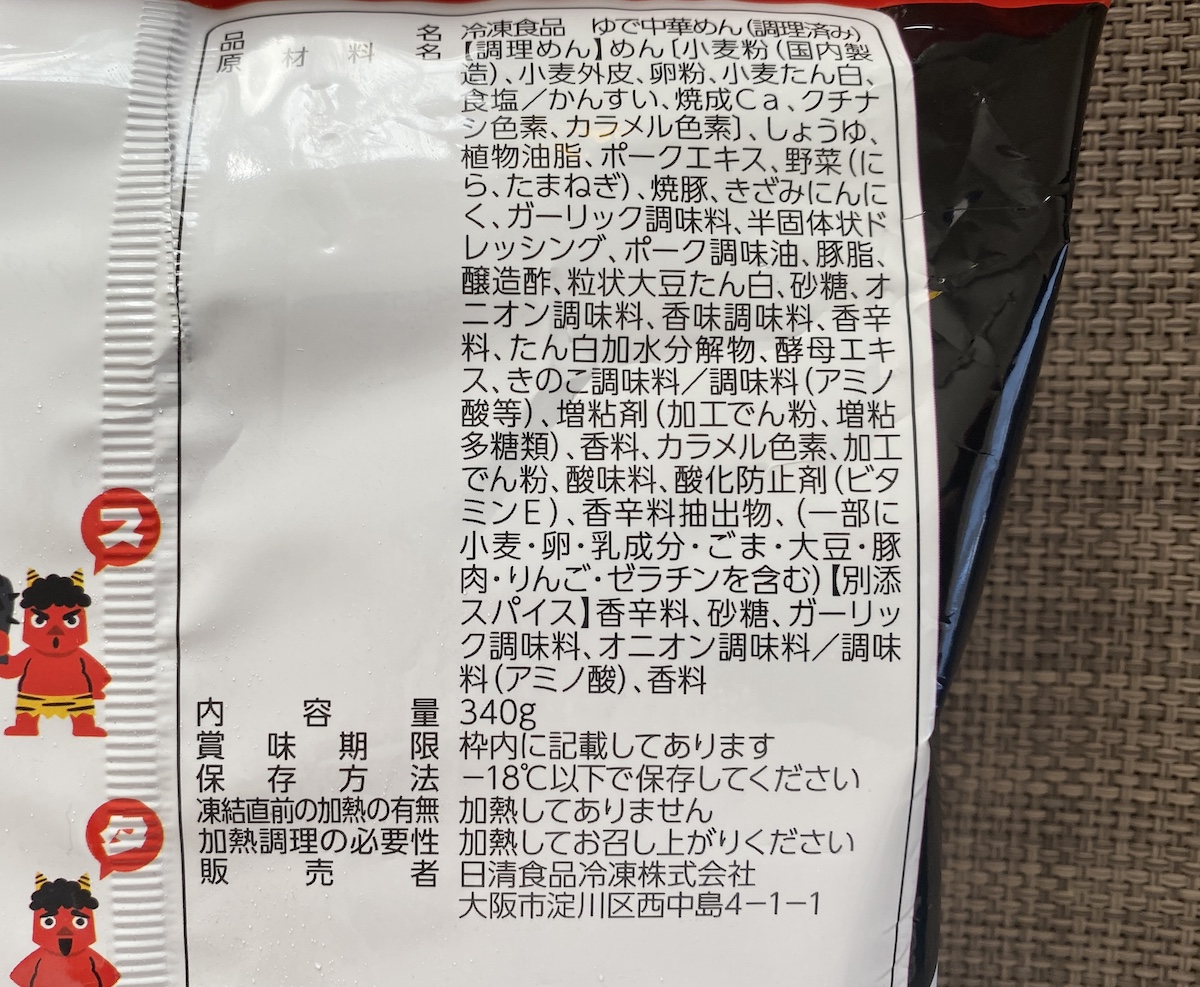 品名 冷凍食品 ゆで中華めん(調理済み)
原材料名 【調理めん】めん〔小麦粉(国内製
造)、小麦外皮、卵粉、小麦たん白、
食塩/かんすい、焼成Ca、クチナ
シ色素、カラメル色素〕、しょうゆ、
植物油脂、ポークエキス、野菜(に
ら、たまねぎ)、焼豚、きざみにんに
く、ガーリック調味料、半固体状ド
レッシング、ポーク調味油、豚脂、
醸造酢、粒状大豆たん白、砂糖、オ
ニオン調味料、香味調味料、香辛
料、たん白加水分解物、酵母エキ
ス、きのこ調味料/調味料(アミノ
酸等)、増粘剤(加工でん粉、増粘
多糖類)、香料、カラメル色素、加工
でん粉、酸味料、酸化防止剤(ビタ
ミンE)、香辛料抽出物、(一部に
小麦・卵・乳成分・ごま・大豆・豚
肉・りんご・ゼラチンを含む)【別添
スパイス】香辛料、砂糖、ガーリッ
ク調味料、オニオン調味料/調味
料(アミノ酸)、香料
内容量 340g
賞味期限 枠内に記載してあります
保存方法 -18℃以下で保存してください
凍結直前の加熱の有無 加熱してありません
加熱調理の必要性 加熱してお召し上がりください
販売者 日清食品冷凍株式会社
大阪市淀川区西中島4-1-1
ス
タ